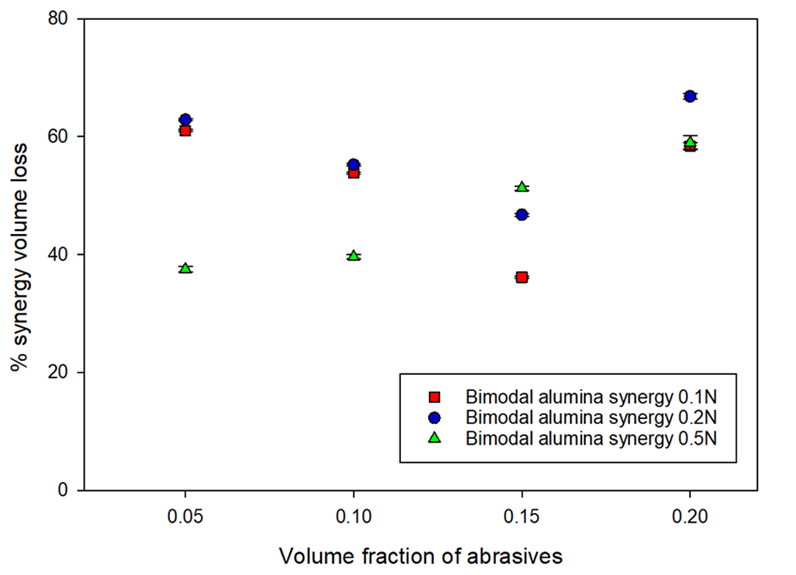 80
60
40
20
0
% synergy volume loss
Bimodal alumina synergy 0.1N
Bimodal alumina synergy 0.2N
Bimodal alumina synergy 0.5N
0.05 0.10 0.15 0.20
Volume fraction of abrasives